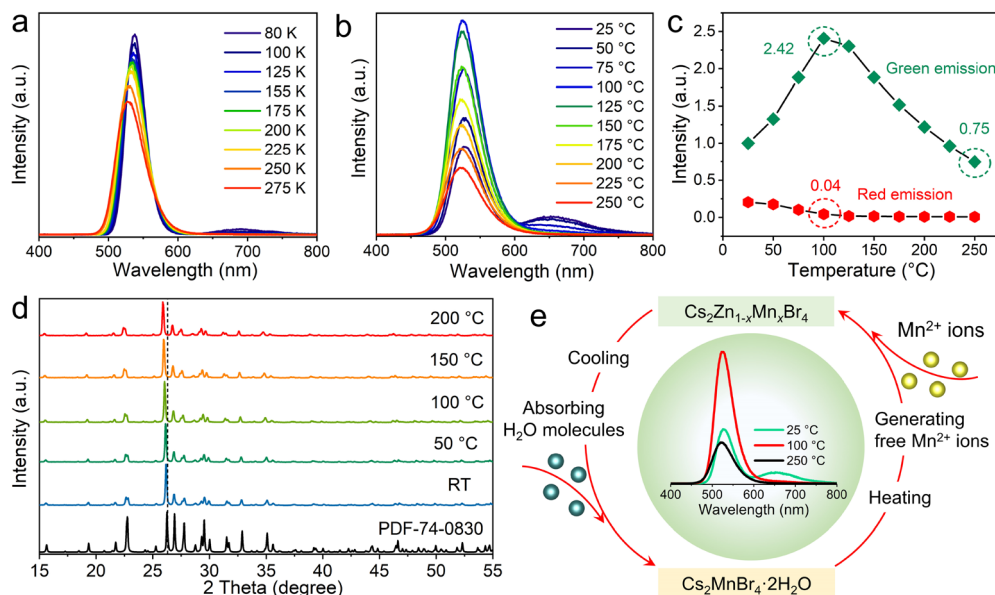 a
Intensity (a.u.)
80 K
100 K
125 K
155 K
175 K
200 K
225 K
250 K
275 K
400 500 600 700 800
Wavelength (nm)
b
Intensity (a.u.)
25 °C
50 °C
75 °C
100 °C
125 °C
150 °C
175 °C
200 °C
225 °C
250 °C
400 500 600 700 800
Wavelength (nm)
c
Intensity (a.u.)
2.5
2.0
1.5
1.0
0.5
0.0
2.42
Green emission
0.75
0.04
Red emission
0 50 100 150 200 250
Temperature (°C)
d
Intensity (a.u.)
200 °C
150 °C
100 °C
50 °C
RT
PDF-74-0830
15 20 25 30 35 40 45 50 55
2 Theta (degree)
e
Cs₂Zn₁₋ₓMnₓBr₄
Cooling
Absorbing
H₂O molecules
Mn²⁺ ions
Generating
free Mn²⁺ ions
Heating
25 °C
100 °C
250 °C
400 500 600 700 800
Wavelength (nm)
Cs₂MnBr₄·2H₂O